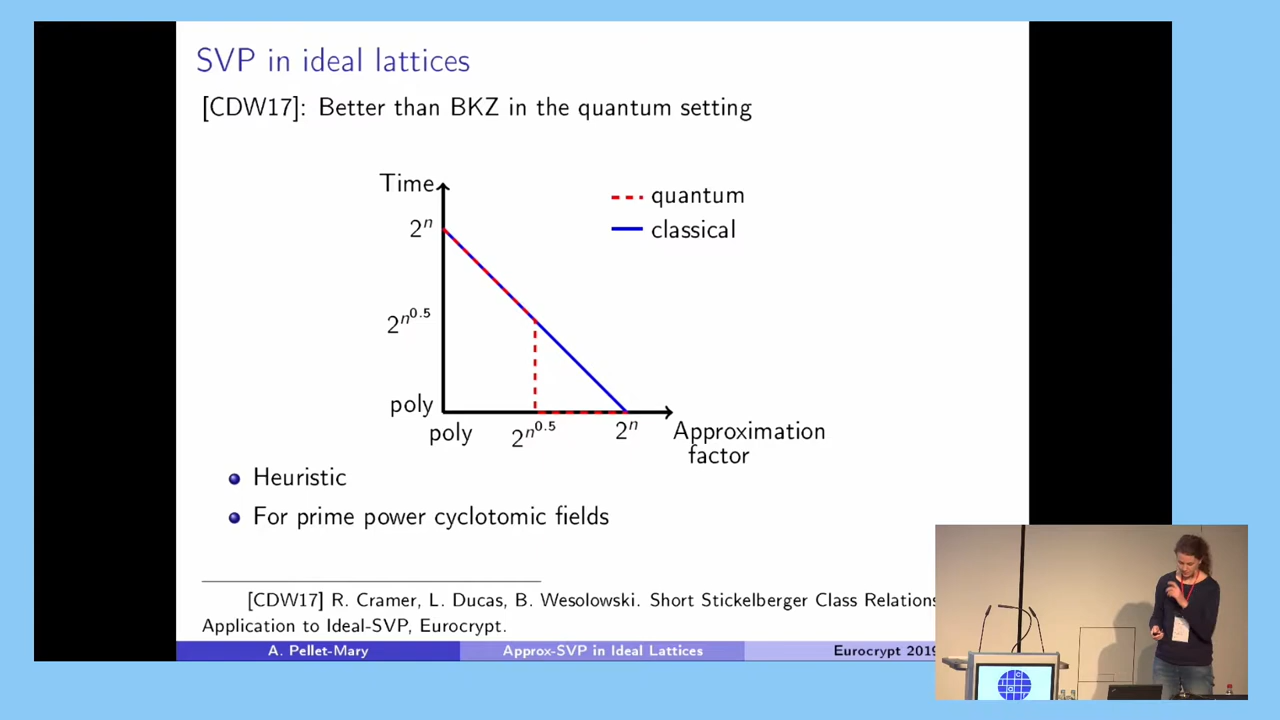 SVP in ideal lattices
[CDW17]: Better than BKZ in the quantum setting
Time
quantum
classical
2^n
2^{n^{0.5}}
poly
poly
2^{n^{0.5}}
2^n
Approximation
factor
Heuristic
For prime power cyclotomic fields
[CDW17] R. Cramer, L. Ducas, B. Wesolowski. Short Stickelberger Class Relations
Application to Ideal-SVP, Eurocrypt.
A. Pellet-Mary
Approx-SVP in Ideal Lattices
Eurocrypt 2019